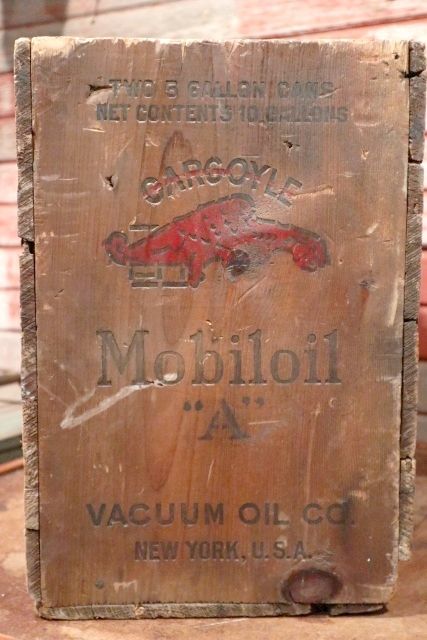 TWO 5 GALLON CANS
NET CONTENTS 10 GALLONS
GARGOYLE
Mobiloil
"A"
VACUUM OIL CO.
NEW YORK, U.S.A.